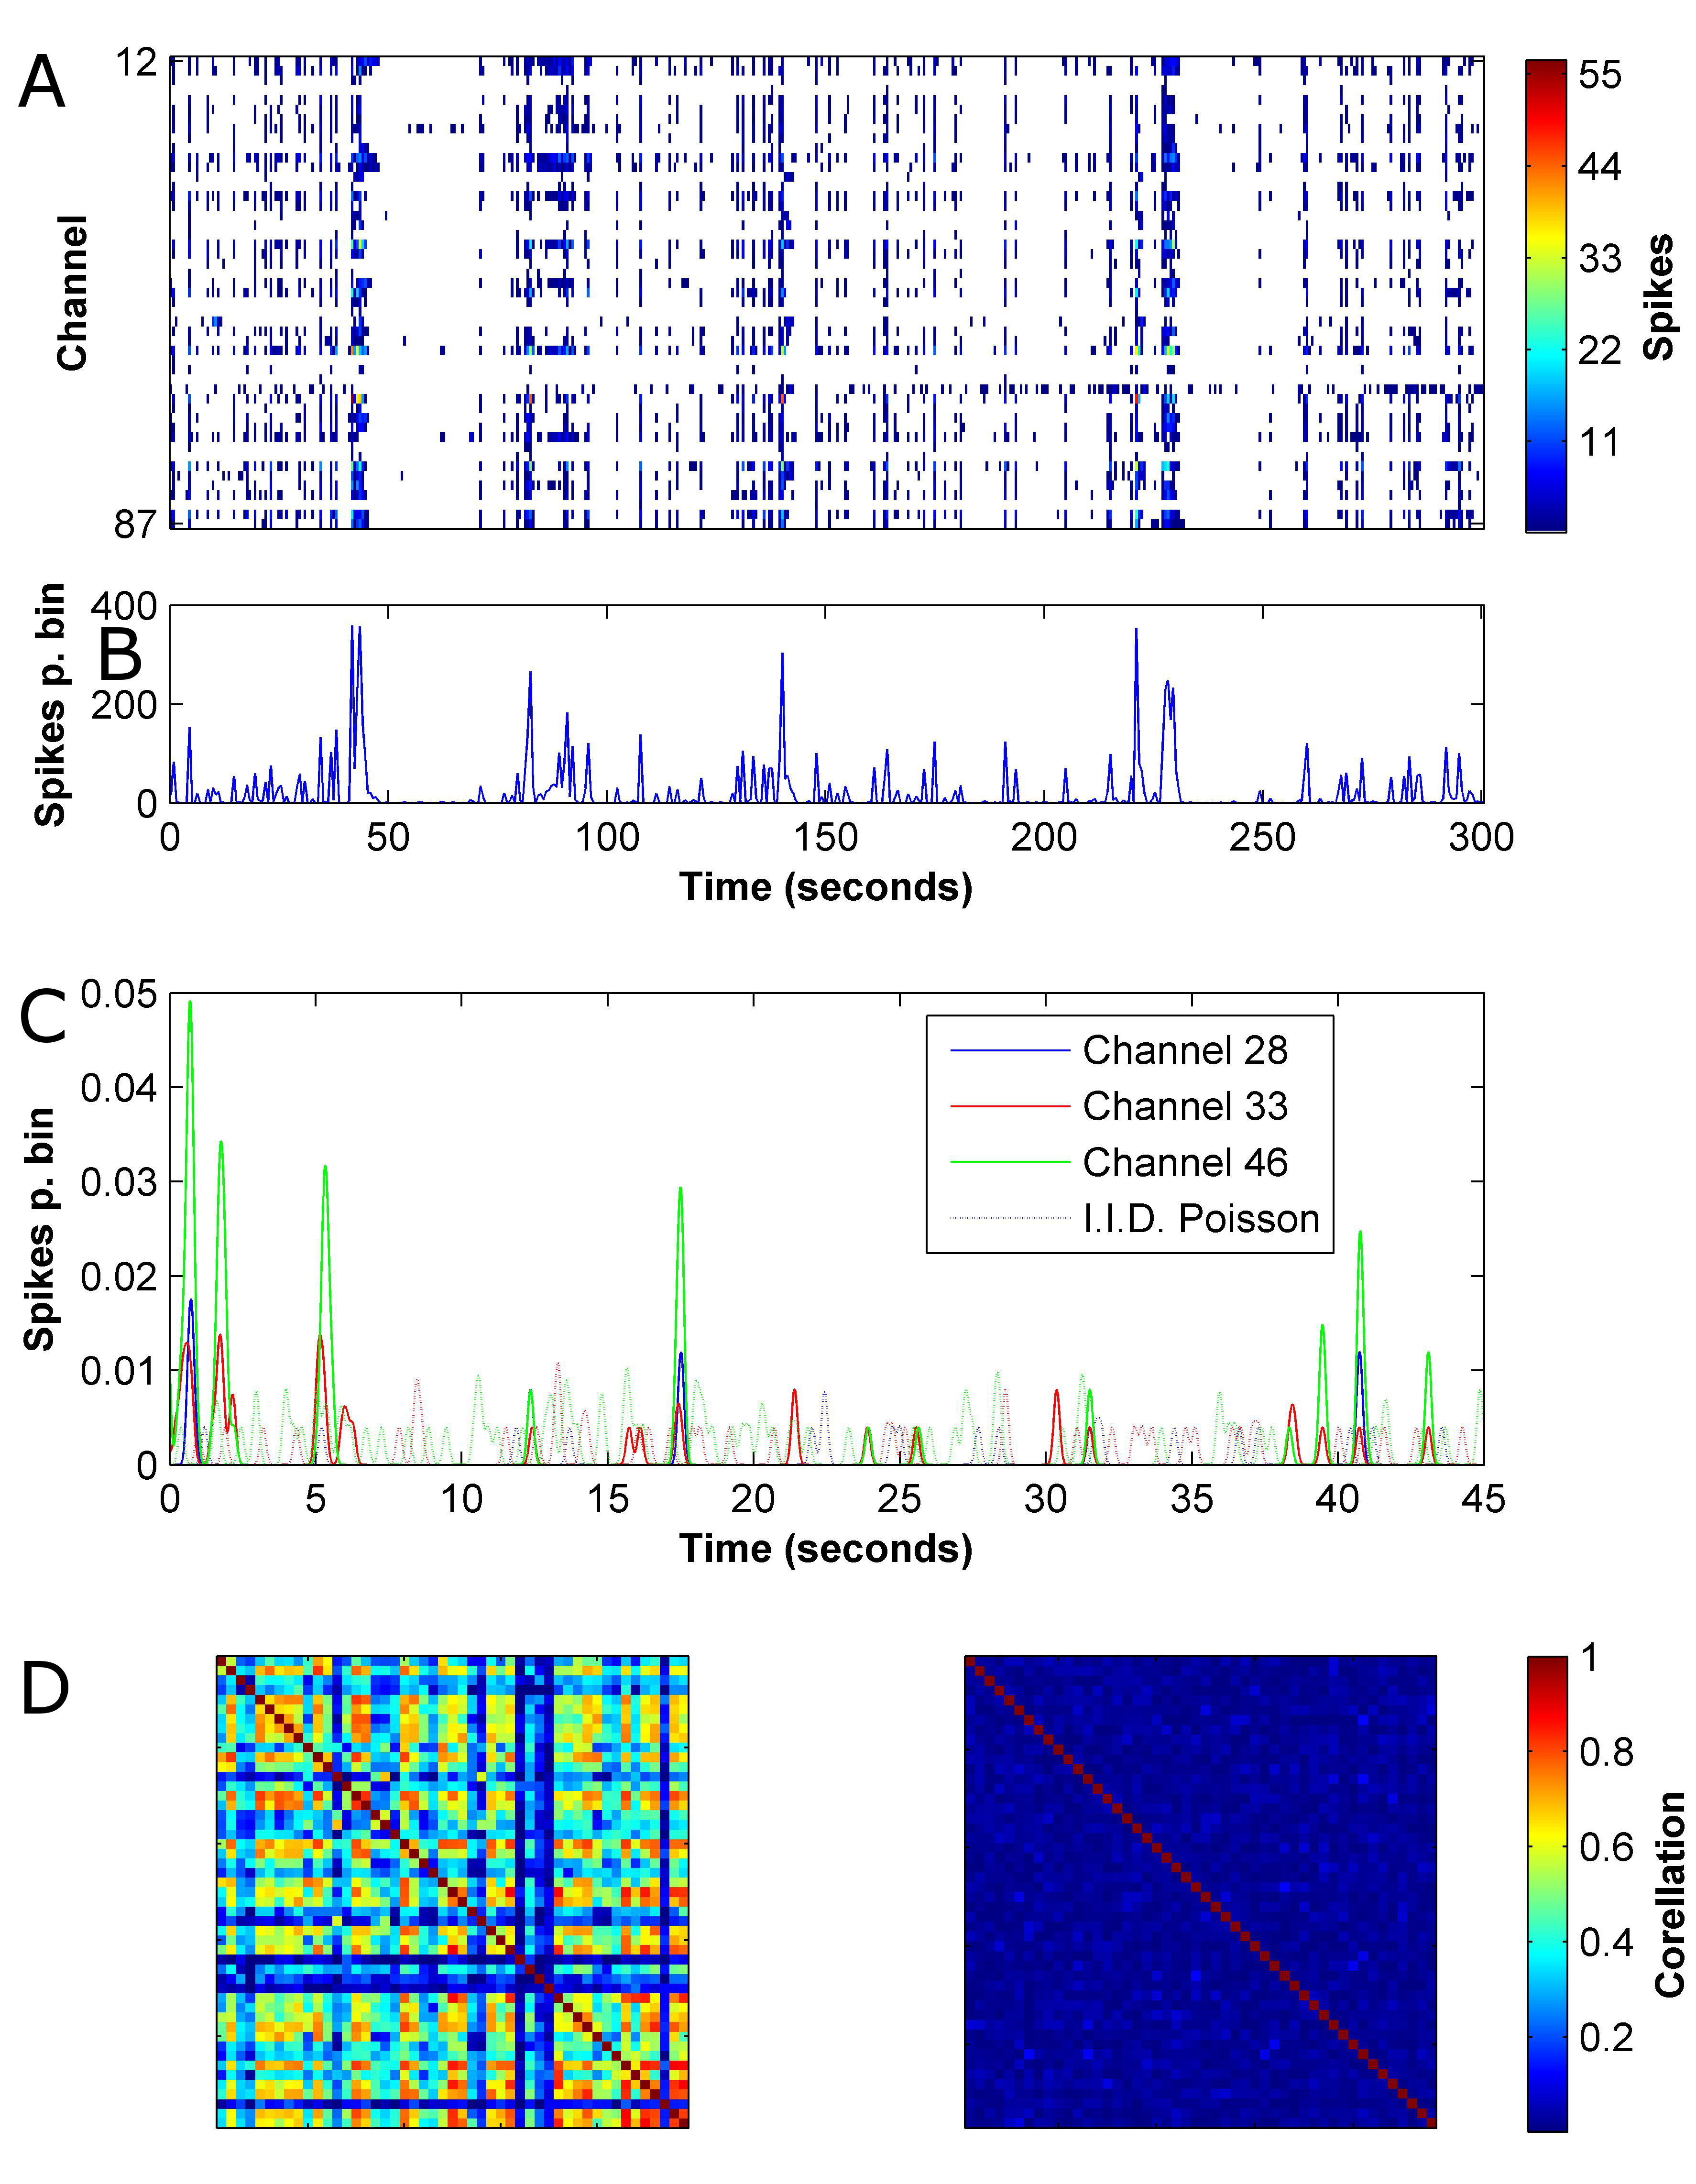 A
12
87
Channel
55
44
33
22
11
Spikes
B
400
200
0
Spikes p. bin
0 50 100 150 200 250 300
Time (seconds)
C
0.05
0.04
0.03
0.02
0.01
0
Spikes p. bin
Channel 28
Channel 33
Channel 46
I.I.D. Poisson
0 5 10 15 20 25 30 35 40 45
Time (seconds)
D
1
0.8
0.6
0.4
0.2
Corellation